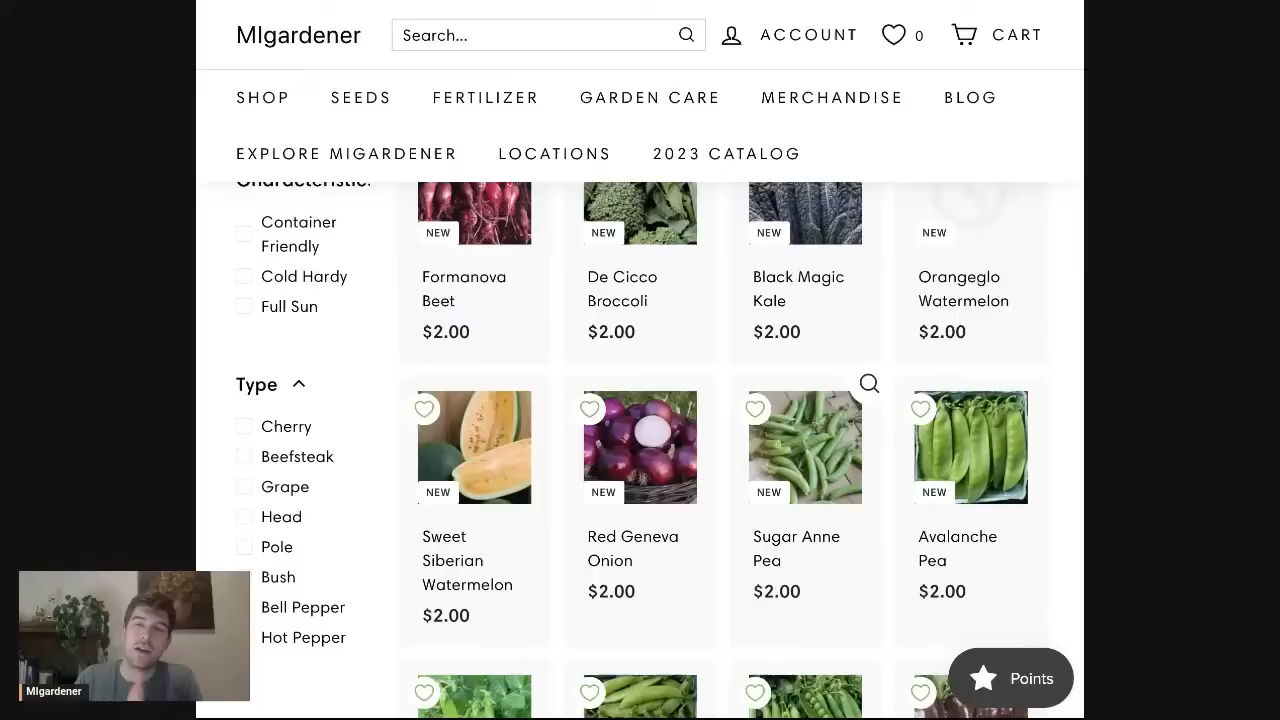 MIgardener
Search...
ACCOUNT
0
CART
SHOP
SEEDS
FERTILIZER
GARDEN CARE
MERCHANDISE
BLOG
EXPLORE MIGARDENER
LOCATIONS
2023 CATALOG
Characteristic:
Container
Friendly
Cold Hardy
Full Sun
Type
Cherry
Beefsteak
Grape
Head
Pole
Bush
Bell Pepper
Hot Pepper
NEW
Formanova
Beet
$2.00
NEW
De Cicco
Broccoli
$2.00
NEW
Black Magic
Kale
$2.00
NEW
Orangeglo
Watermelon
$2.00
NEW
Sweet
Siberian
Watermelon
$2.00
NEW
Red Geneva
Onion
$2.00
NEW
Sugar Anne
Pea
$2.00
NEW
Avalanche
Pea
$2.00
Points
MIgardener